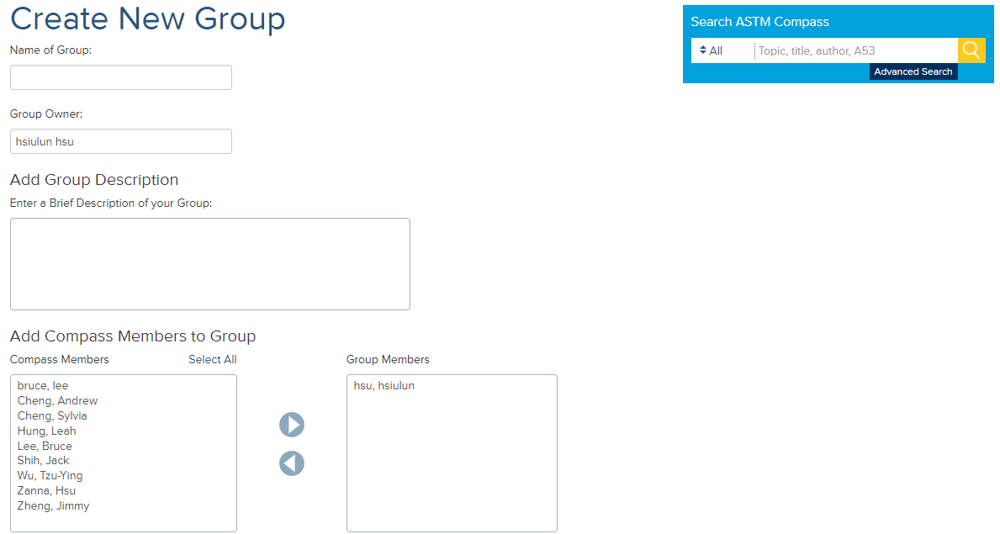 Create New Group
Name of Group:
Group Owner:
hsiulun hsu
Add Group Description
Enter a Brief Description of your Group:
Add Compass Members to Group
Compass Members
Select All
bruce, lee
Cheng, Andrew
Cheng, Sylvia
Hung, Leah
Lee, Bruce
Shih, Jack
Wu, Tzu-Ying
Zanna, Hsu
Zheng, Jimmy
Group Members
hsu, hsiulun
Search ASTM Compass
All
Topic, title, author, A53
Advanced Search